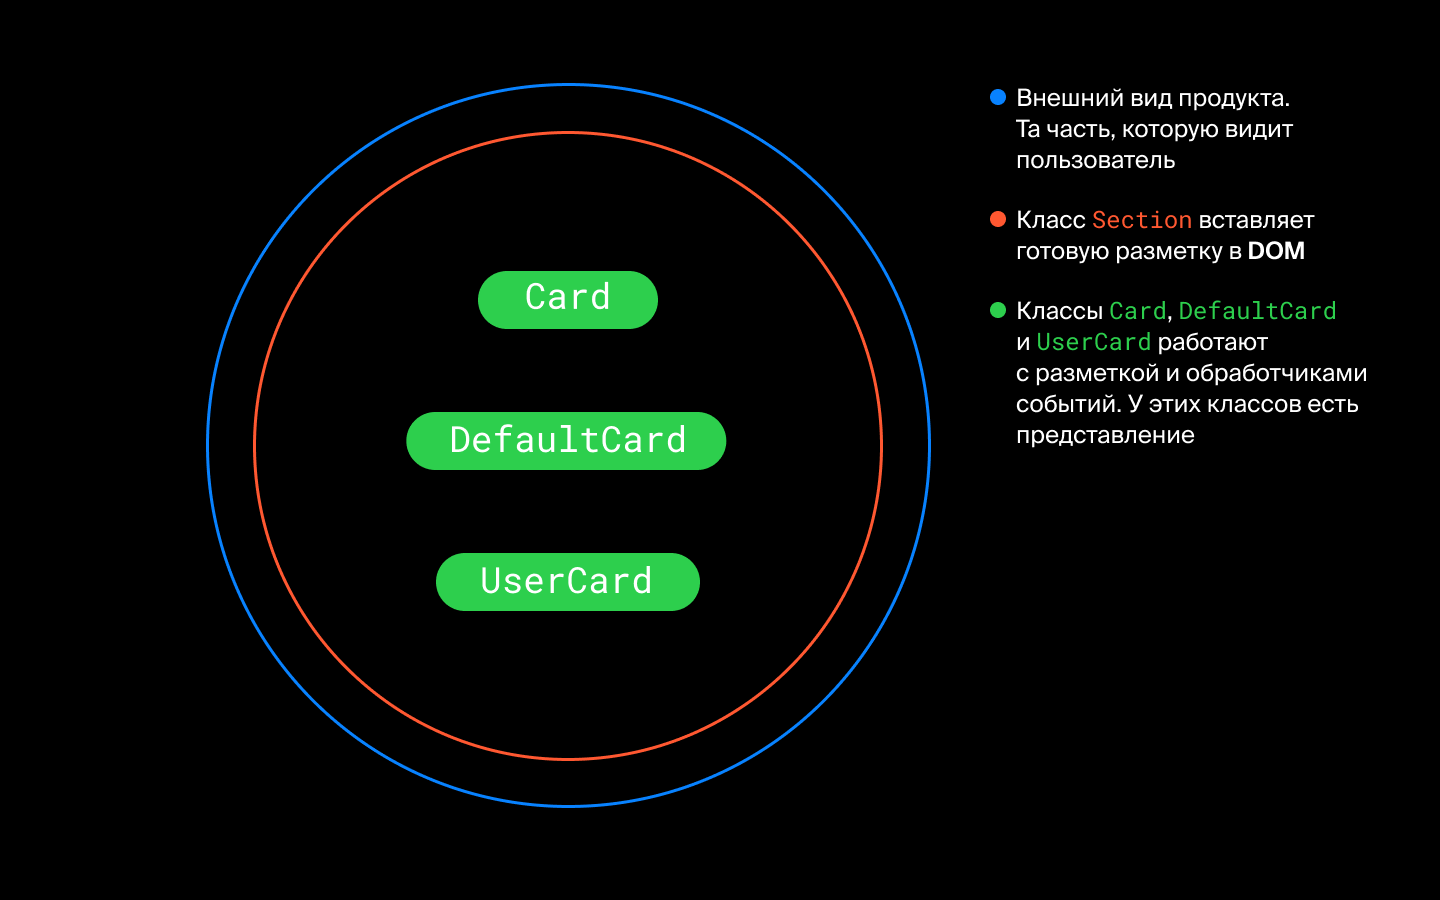 Card
DefaultCard
UserCard
Внешний вид продукта.
Та часть, которую видит
пользователь
Класс Section вставляет
готовую разметку в DOM
Классы Card, DefaultCard
и UserCard работают
с разметкой и обработчиками
событий. У этих классов есть
представление